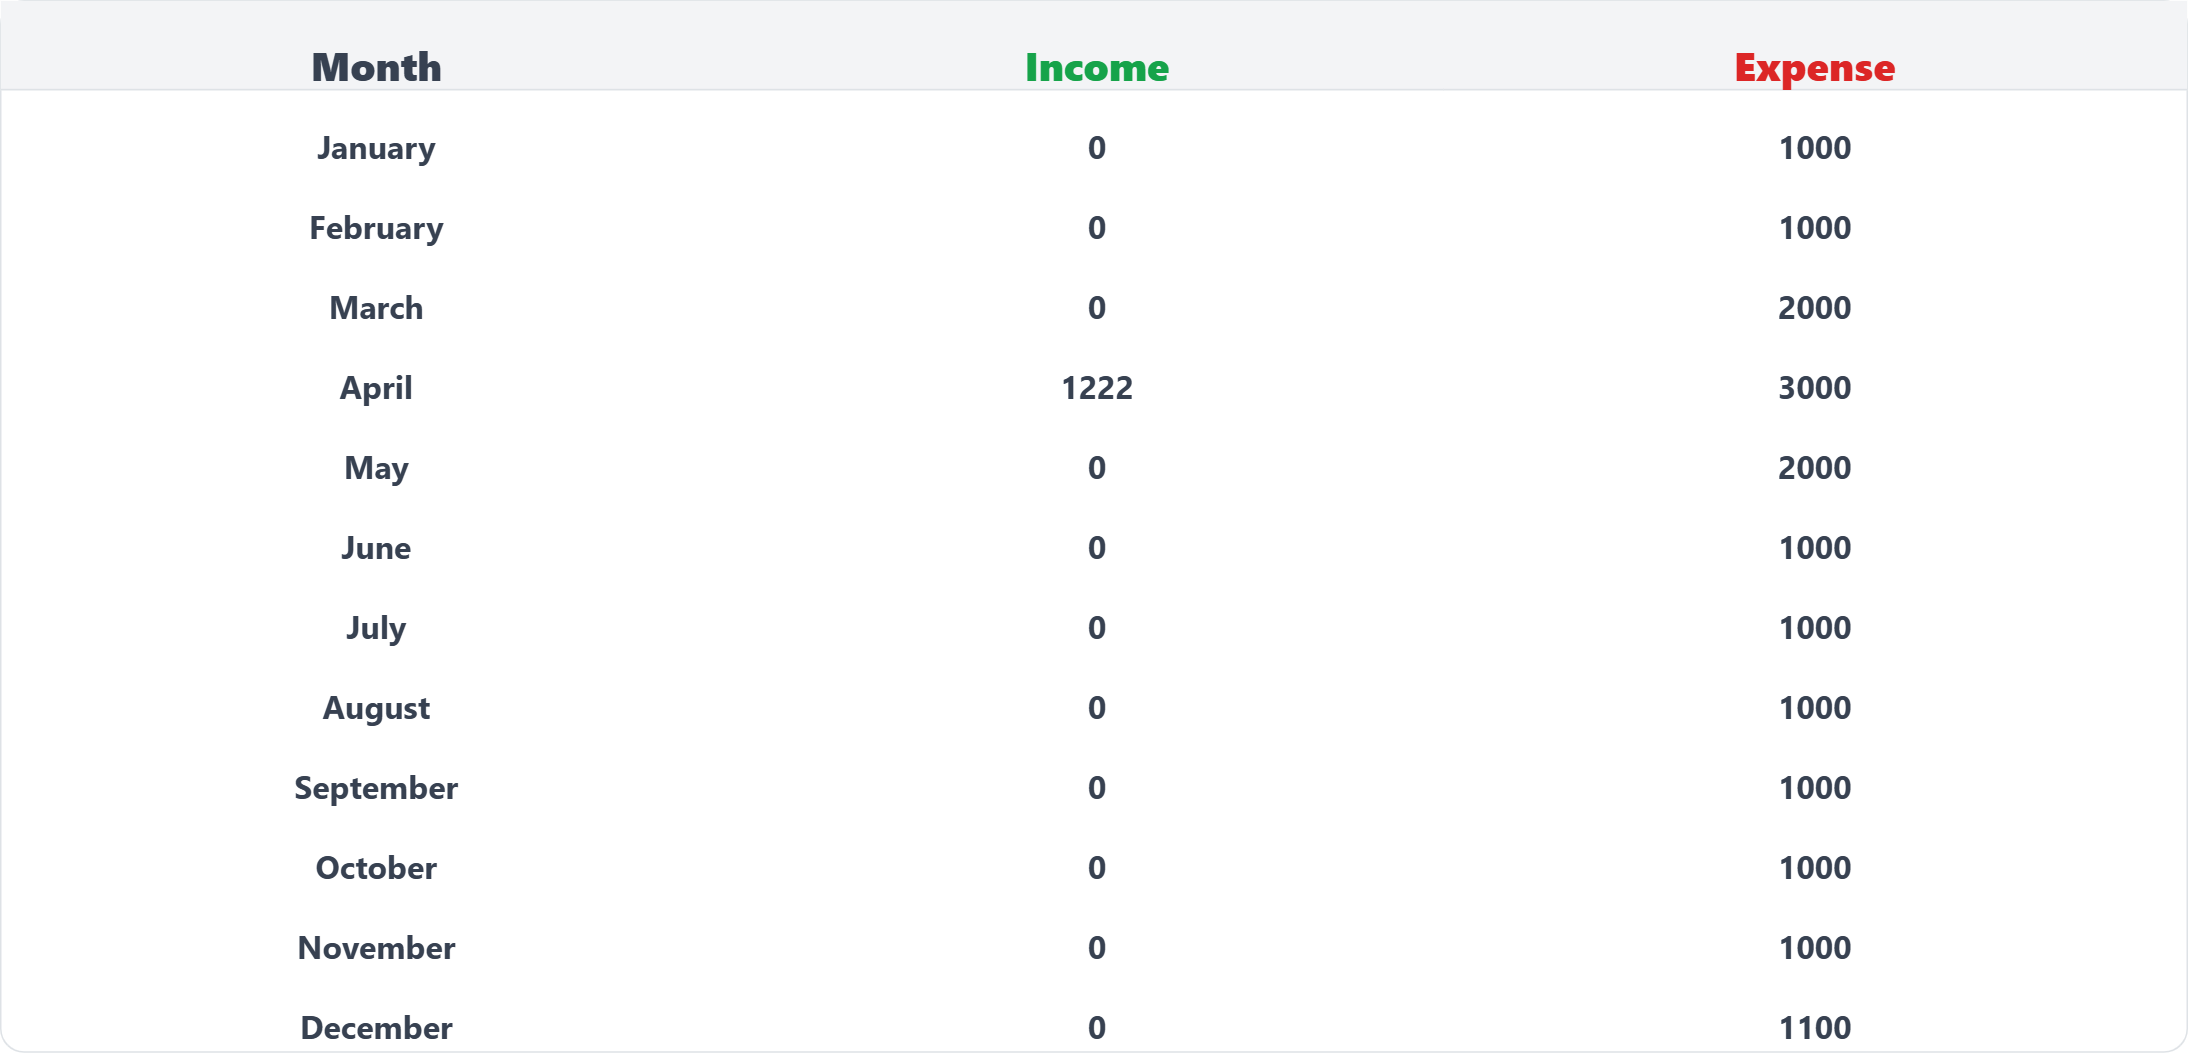 Month Income Expense
January 0 1000
February 0 1000
March 0 2000
April 1222 3000
May 0 2000
June 0 1000
July 0 1000
August 0 1000
September 0 1000
October 0 1000
November 0 1000
December 0 1100